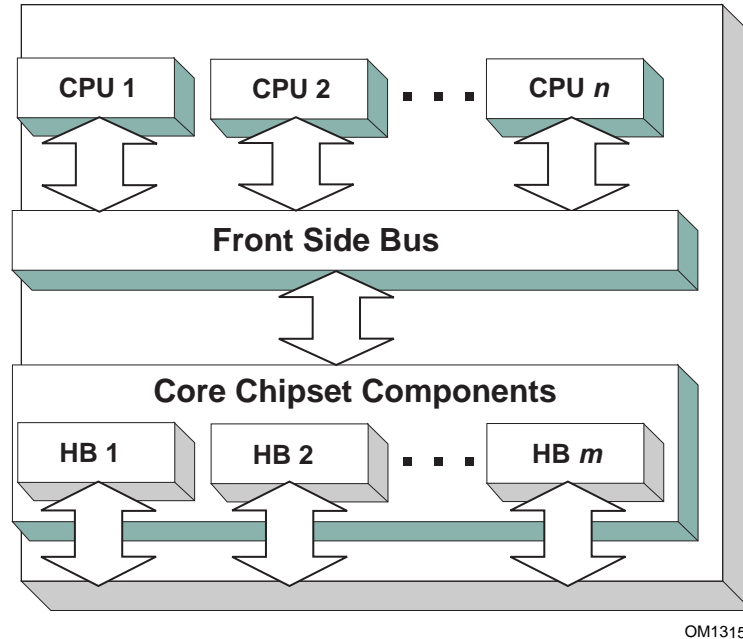 CPU 1
CPU 2
. . .
CPU n
Front Side Bus
Core Chipset Components
HB 1
HB 2
. . .
HB m
OM1315